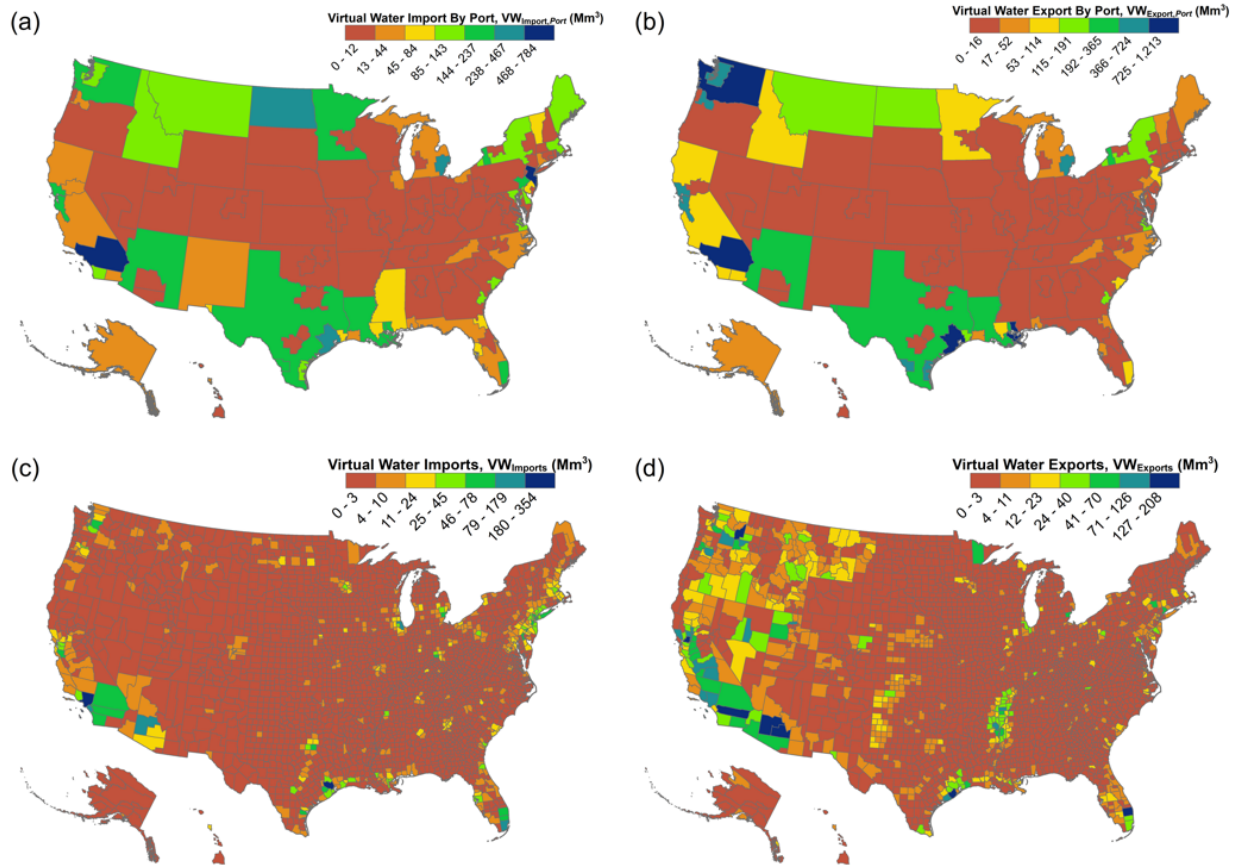 (a)
Virtual Water Import By Port, VWImport,Port (Mm³)
0 - 12
13 - 44
45 - 84
85 - 143
144 - 237
238 - 467
468 - 784
(b)
Virtual Water Export By Port, VWExport,Port (Mm³)
0 - 16
17 - 52
53 - 114
115 - 191
192 - 365
366 - 724
725 - 1,213
(c)
Virtual Water Imports, VWImports (Mm³)
0 - 3
4 - 10
11 - 24
25 - 45
46 - 78
79 - 179
180 - 354
(d)
Virtual Water Exports, VWExports (Mm³)
0 - 3
4 - 11
12 - 23
24 - 40
41 - 70
71 - 126
127 - 208